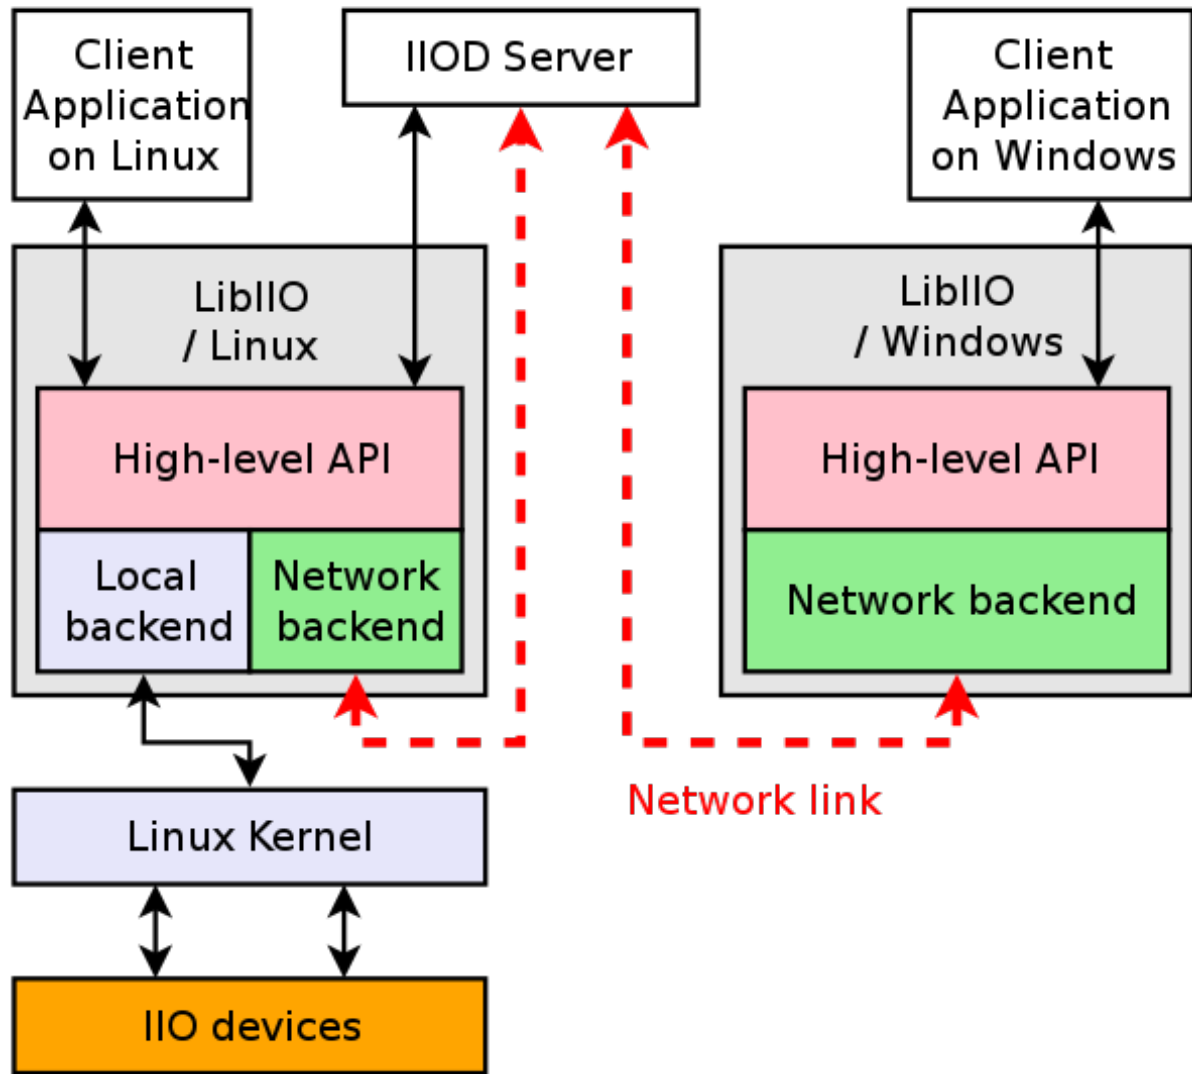 Client
Application
on Linux
IIOD Server
Client
Application
on Windows
LibIIO
/ Linux
LibIIO
/ Windows
High-level API
High-level API
Local
backend
Network
backend
Network backend
Network link
Linux Kernel
IIO devices